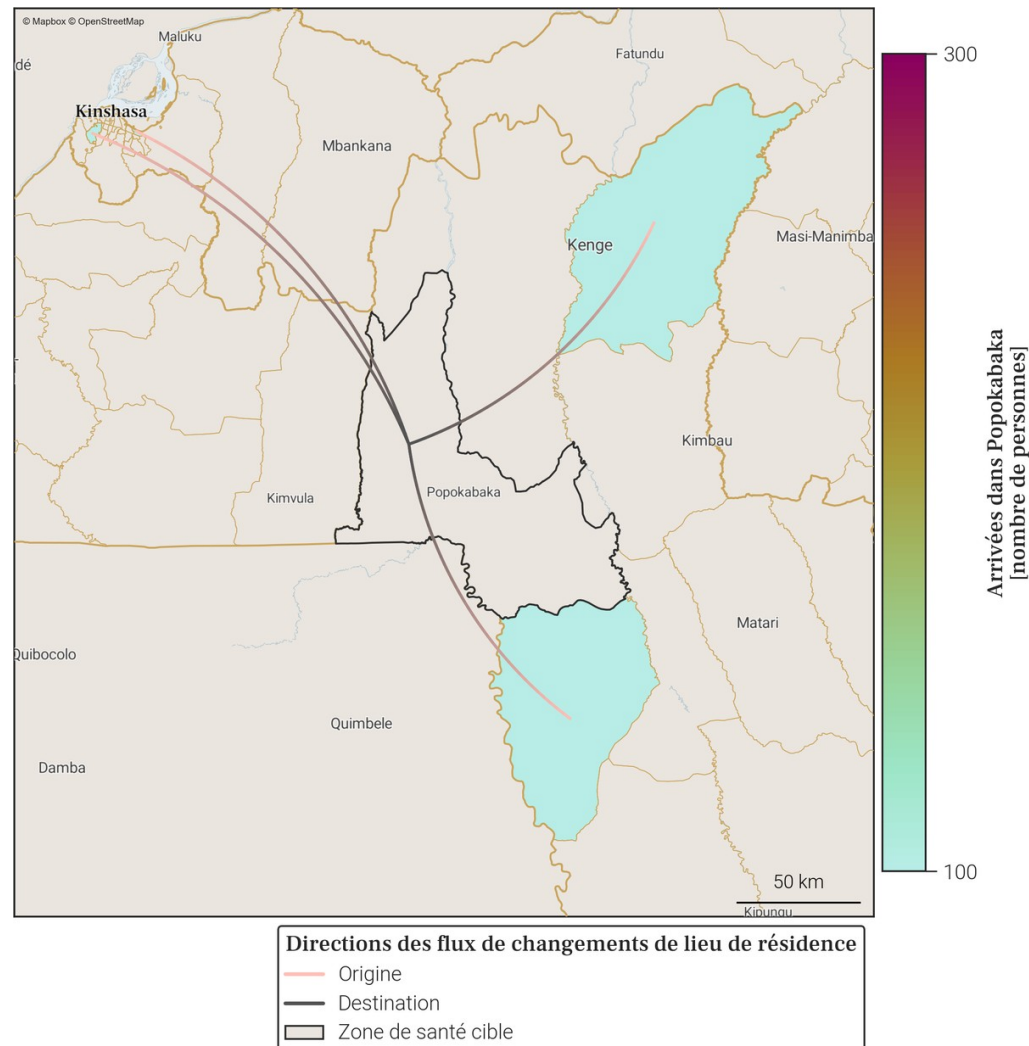 © Mapbox © OpenStreetMap
Maluku
dé
Fatundu
Kinshasa
Mbankana
Kenge
Masi-Manimba
Kimbau
Kimvula
Popokabaka
Matari
Quibocolo
Quimbele
Damba
50 km
Kipungu
300
100
Arrivées dans Popokabaka
[nombre de personnes]
Directions des flux de changements de lieu de résidence
Origine
Destination
Zone de santé cible